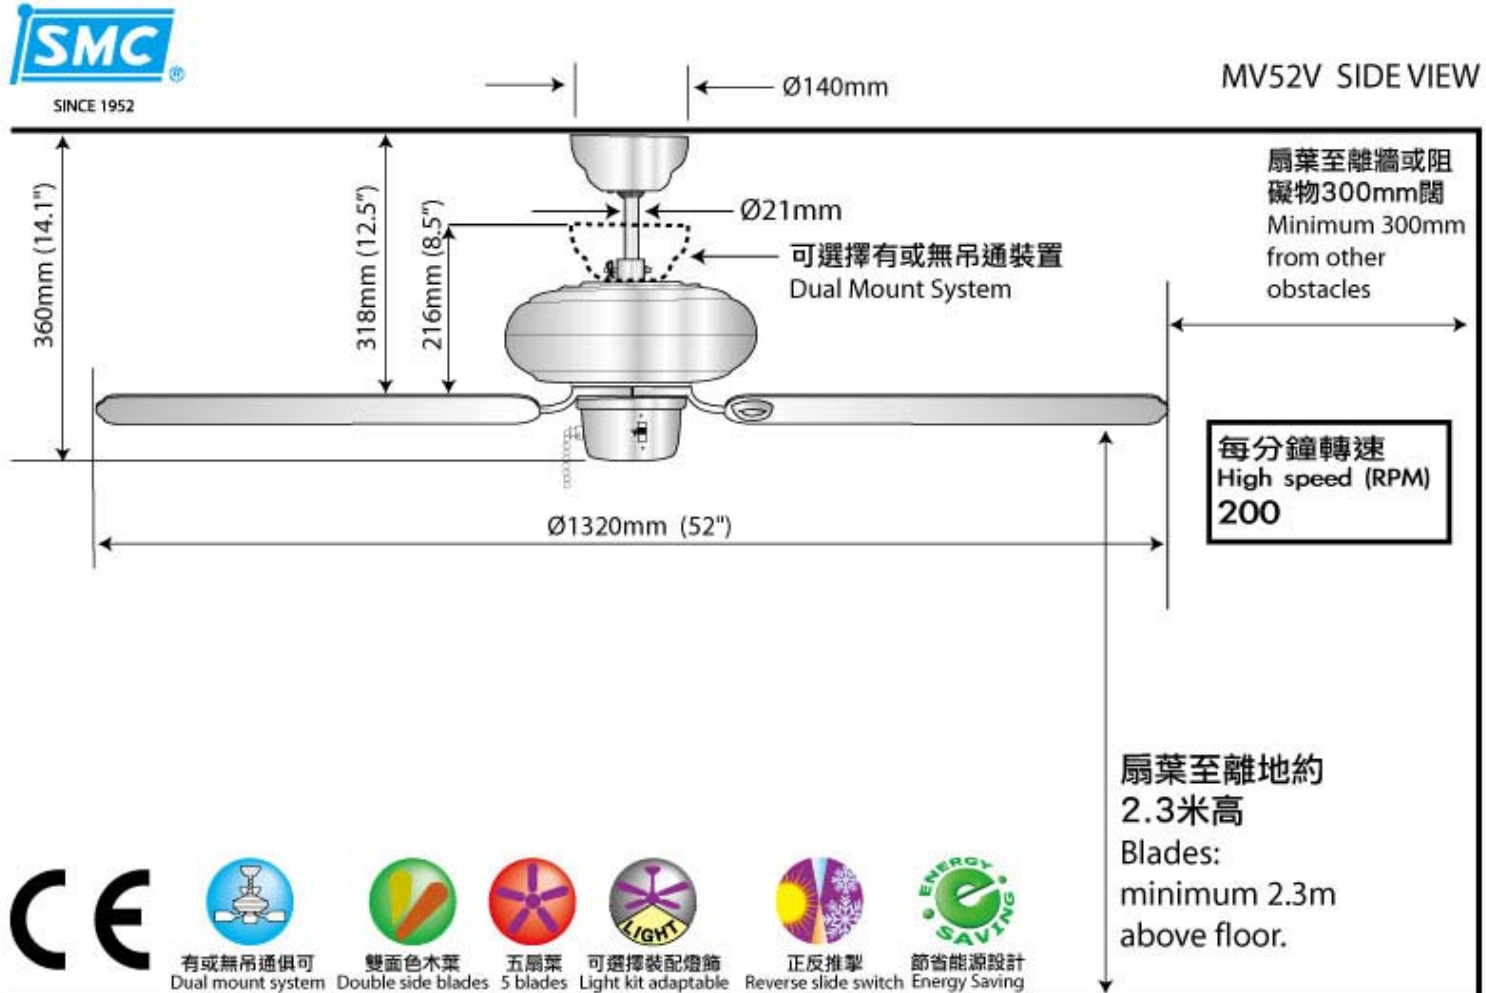 SMC
®
SINCE 1952
MV52V SIDE VIEW
Ø140mm
360mm (14.1")
318mm (12.5")
216mm (8.5")
Ø21mm
可選擇有或無吊通裝置
Dual Mount System
扇葉至離牆或阻
礙物300mm闊
Minimum 300mm
from other
obstacles
每分鐘轉速
High speed (RPM)
200
Ø1320mm (52")
扇葉至離地約
2.3米高
Blades:
minimum 2.3m
above floor.
CE
有或無吊通俱可
Dual mount system
雙面色木葉
Double side blades
五扇葉
5 blades
LIGHT
可選擇裝配燈飾
Light kit adaptable
正反推掣
Reverse slide switch
ENERGY
e
SAVING
節省能源設計
Energy Saving